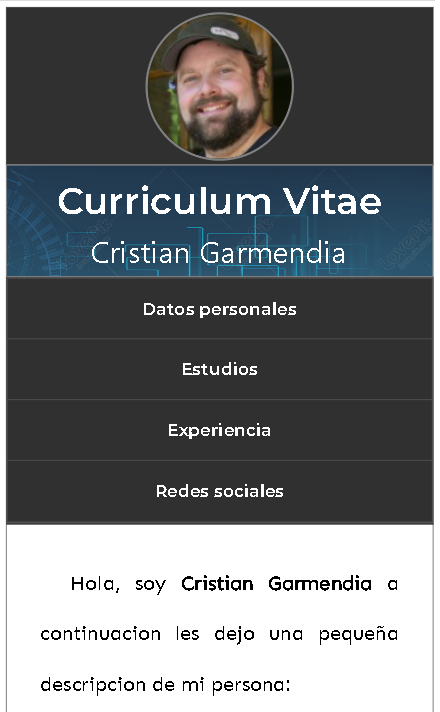 Curriculum Vitae
Cristian Garmendia
Datos personales
Estudios
Experiencia
Redes sociales
Hola, soy Cristian Garmendia a
continuacion les dejo una pequeña
descripcion de mi persona: